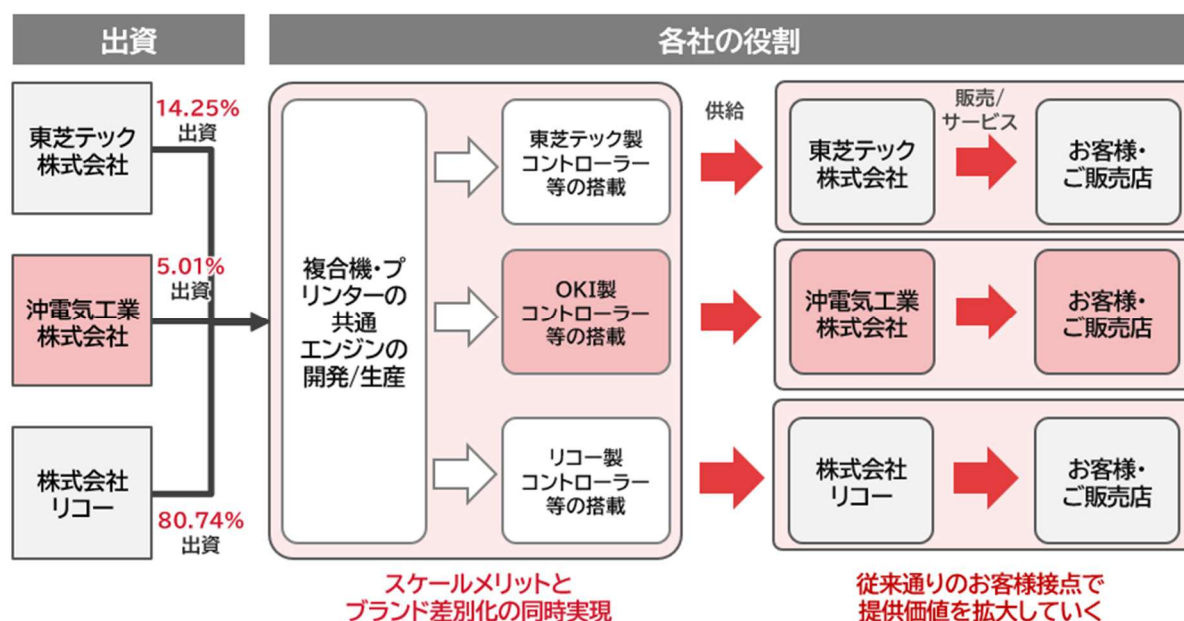 出資
各社の役割
東芝テック
株式会社
14.25%
出資
沖電気工業
株式会社
5.01%
出資
株式会社
リコー
80.74%
出資
複合機・プ
リンターの
共通
エンジンの
開発/生産
東芝テック製
コントローラー
等の搭載
OKI製
コントローラー
等の搭載
リコー製
コントローラー
等の搭載
供給
東芝テック
株式会社
販売/
サービス
お客様・
ご販売店
沖電気工業
株式会社
お客様・
ご販売店
株式会社
リコー
お客様・
ご販売店
スケールメリットと
ブランド差別化の同時実現
従来通りのお客様接点で
提供価値を拡大していく